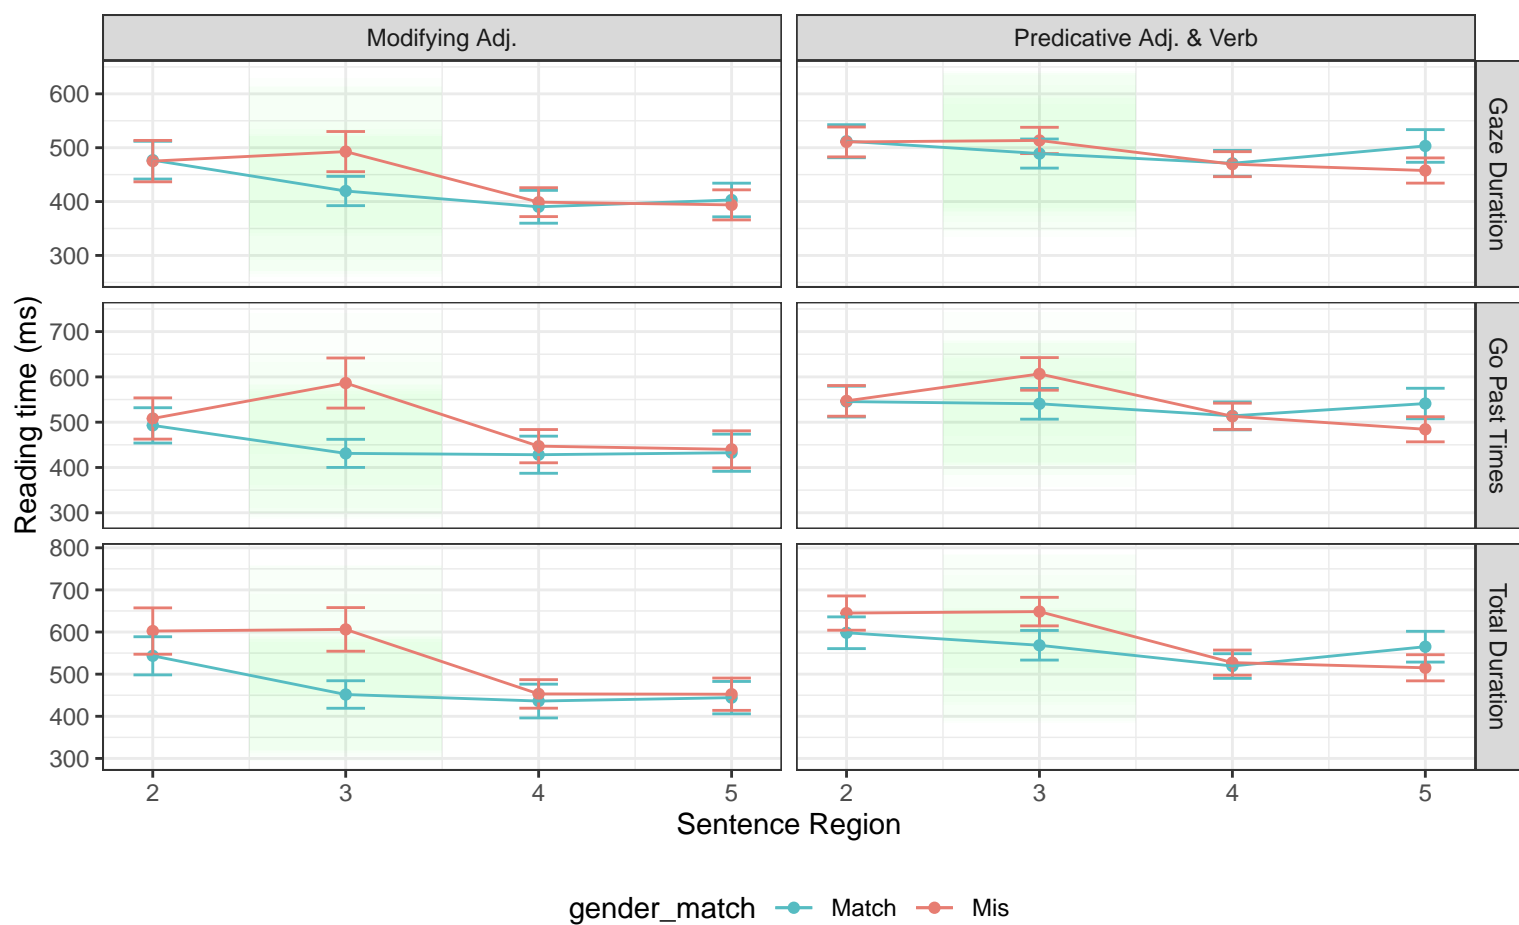 Modifying Adj.
Predicative Adj. & Verb
Reading time (ms)
600
500
400
300
Gaze Duration
700
600
500
400
300
Go Past Times
800
700
600
500
400
300
Total Duration
2 3 4 5
2 3 4 5
Sentence Region
gender_match Match Mis